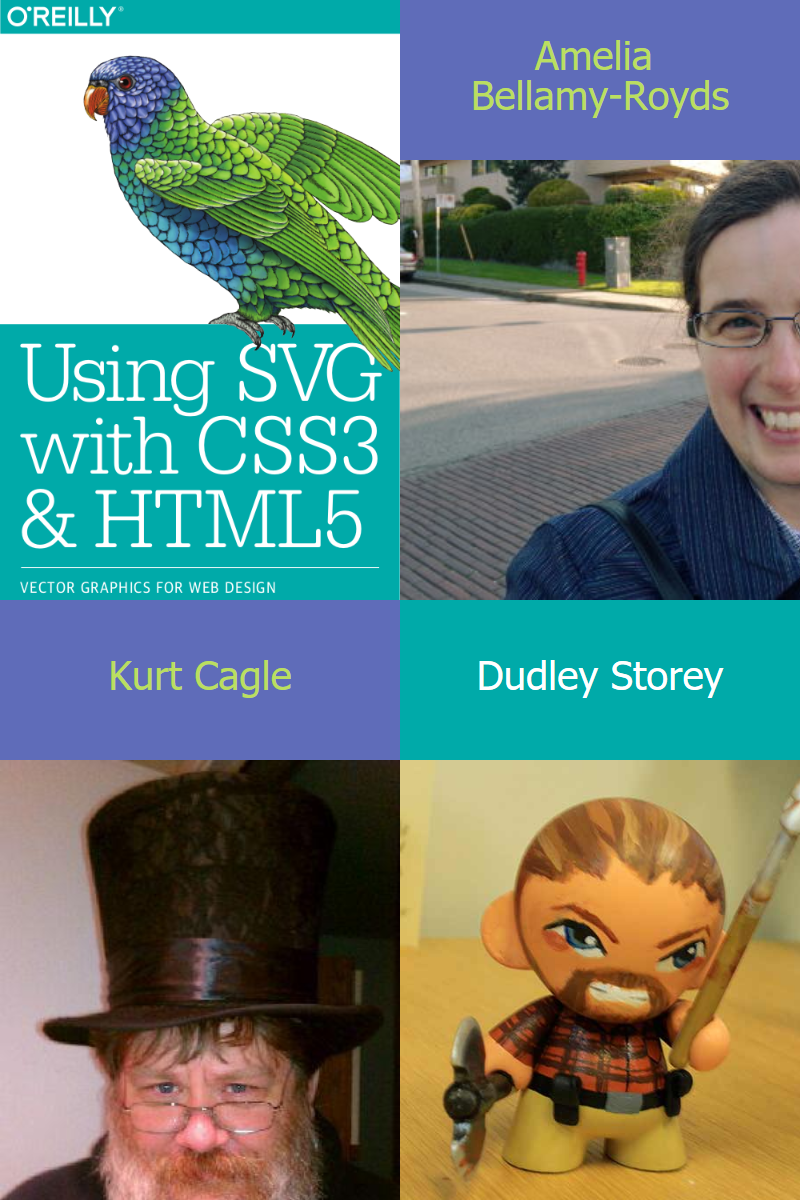 O'REILLY®
Using SVG
with CSS3
& HTML5
VECTOR GRAPHICS FOR WEB DESIGN
Amelia
Bellamy-Royds
Kurt Cagle
Dudley Storey